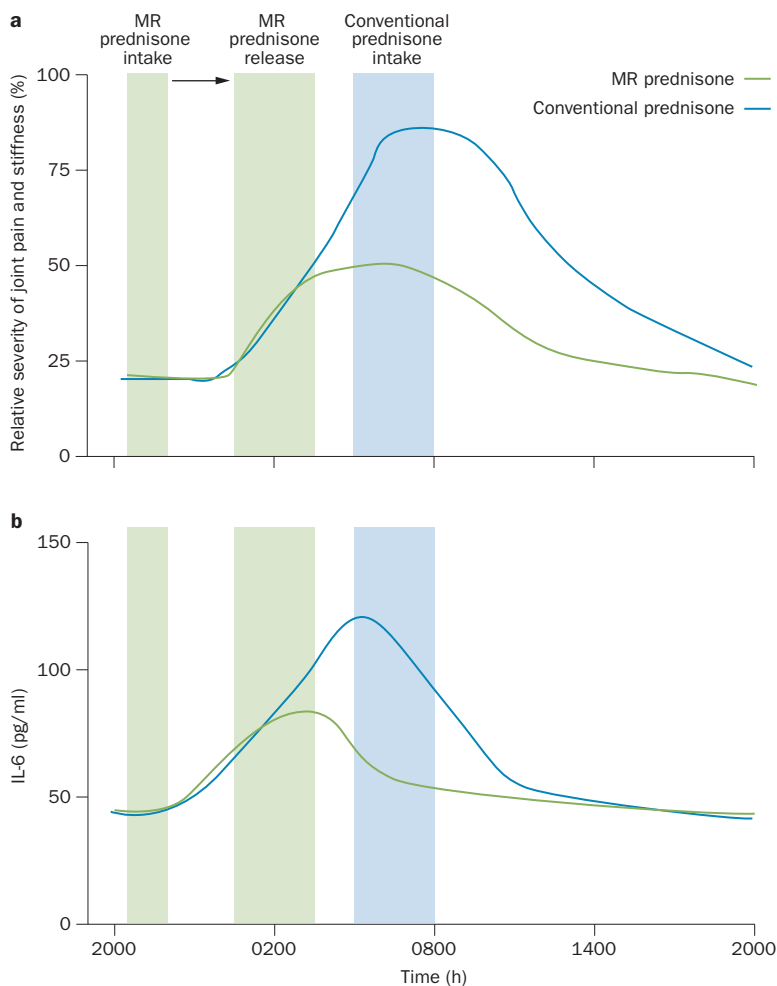 a
MR
prednisone
intake
MR
prednisone
release
Conventional
prednisone
intake
MR prednisone
Conventional prednisone
Relative severity of joint pain and stiffness (%)
100
75
50
25
0
b
IL-6 (pg/ml)
150
100
50
0
2000 0200 0800 1400 2000
Time (h)